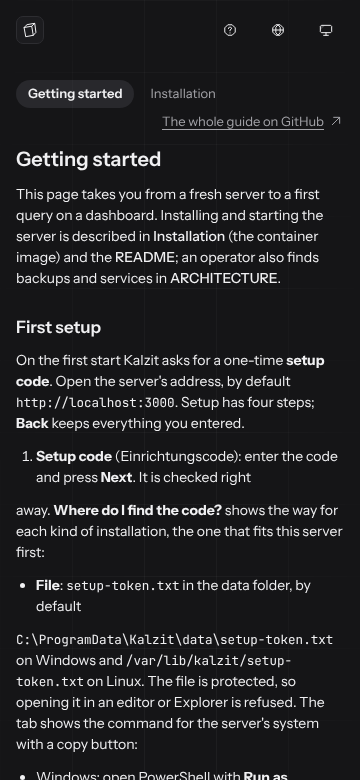 Getting started Installation
The whole guide on GitHub
Getting started
This page takes you from a fresh server to a first
query on a dashboard. Installing and starting the
server is described in Installation (the container
image) and the README; an operator also finds
backups and services in ARCHITECTURE.
First setup
On the first start Kalzit asks for a one-time setup
code. Open the server's address, by default
http://localhost:3000. Setup has four steps;
Back keeps everything you entered.
1. Setup code (Einrichtungscode): enter the code
and press Next. It is checked right
away. Where do I find the code? shows the way for
each kind of installation, the one that fits this server
first:
• File: setup-token.txt in the data folder, by
default
C:\ProgramData\Kalzit\data\setup-token.txt
on Windows and /var/lib/kalzit/setup-
token.txt on Linux. The file is protected, so
opening it in an editor or Explorer is refused. The
tab shows the command for the server's system
with a copy button:
• Windows: open PowerShell with Run as